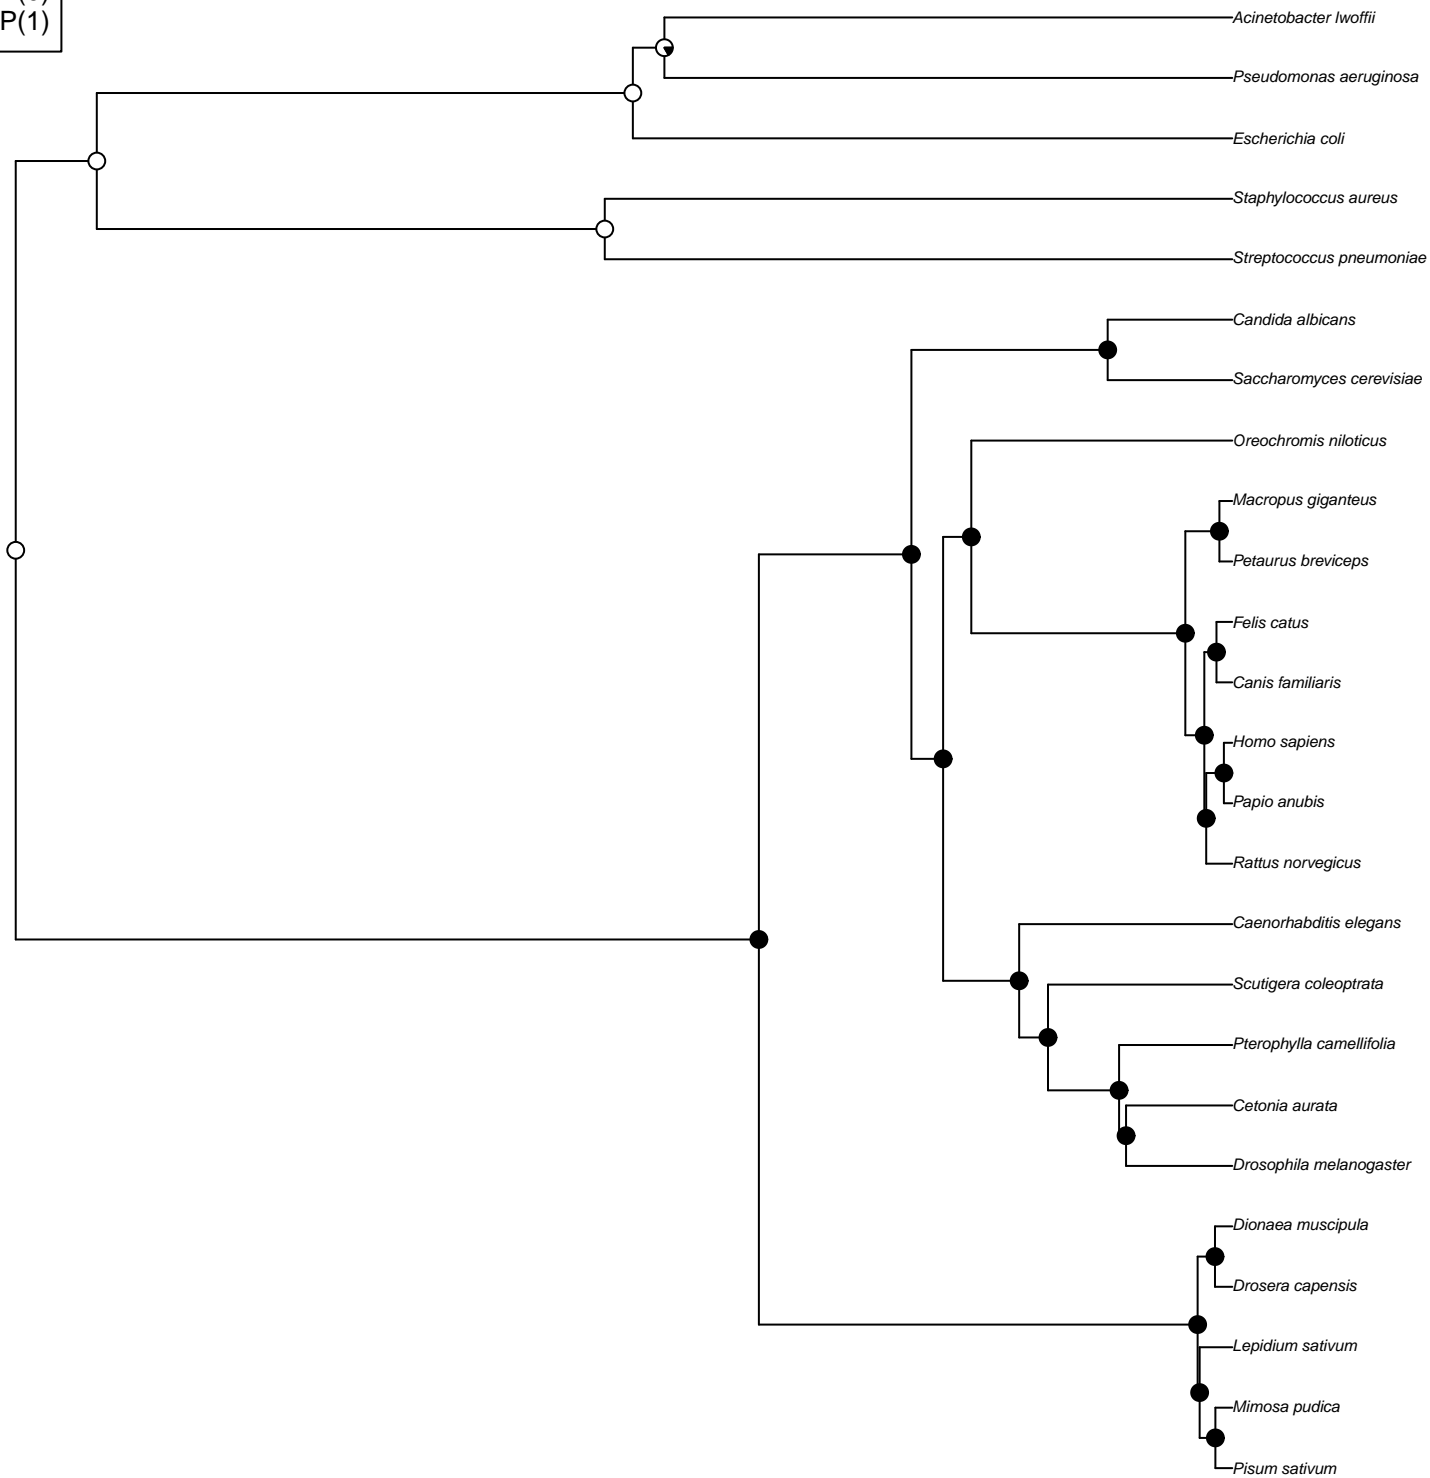 P(1)
Acinetobacter lwoffii
Pseudomonas aeruginosa
Escherichia coli
Staphylococcus aureus
Streptococcus pneumoniae
Candida albicans
Saccharomyces cerevisiae
Oreochromis niloticus
Macropus giganteus
Petaurus breviceps
Felis catus
Canis familiaris
Homo sapiens
Papio anubis
Rattus norvegicus
Caenorhabditis elegans
Scutigera coleoptrata
Pterophylla camellifolia
Cetonia aurata
Drosophila melanogaster
Dionaea muscipula
Drosera capensis
Lepidium sativum
Mimosa pudica
Pisum sativum